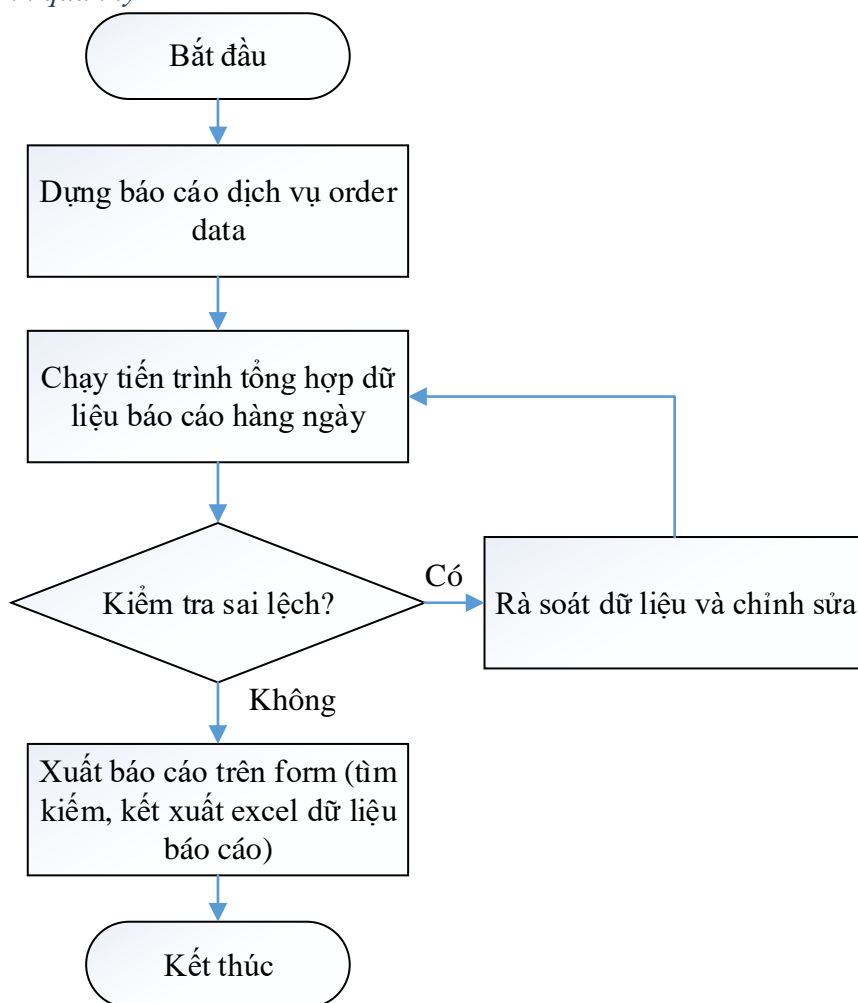 Bắt đầu
Dựng báo cáo dịch vụ order
data
Chạy tiến trình tổng hợp dữ
liệu báo cáo hàng ngày
Kiểm tra sai lệch?
Có
Rà soát dữ liệu và chỉnh sửa
Không
Xuất báo cáo trên form (tìm
kiếm, kết xuất excel dữ liệu
báo cáo)
Kết thúc